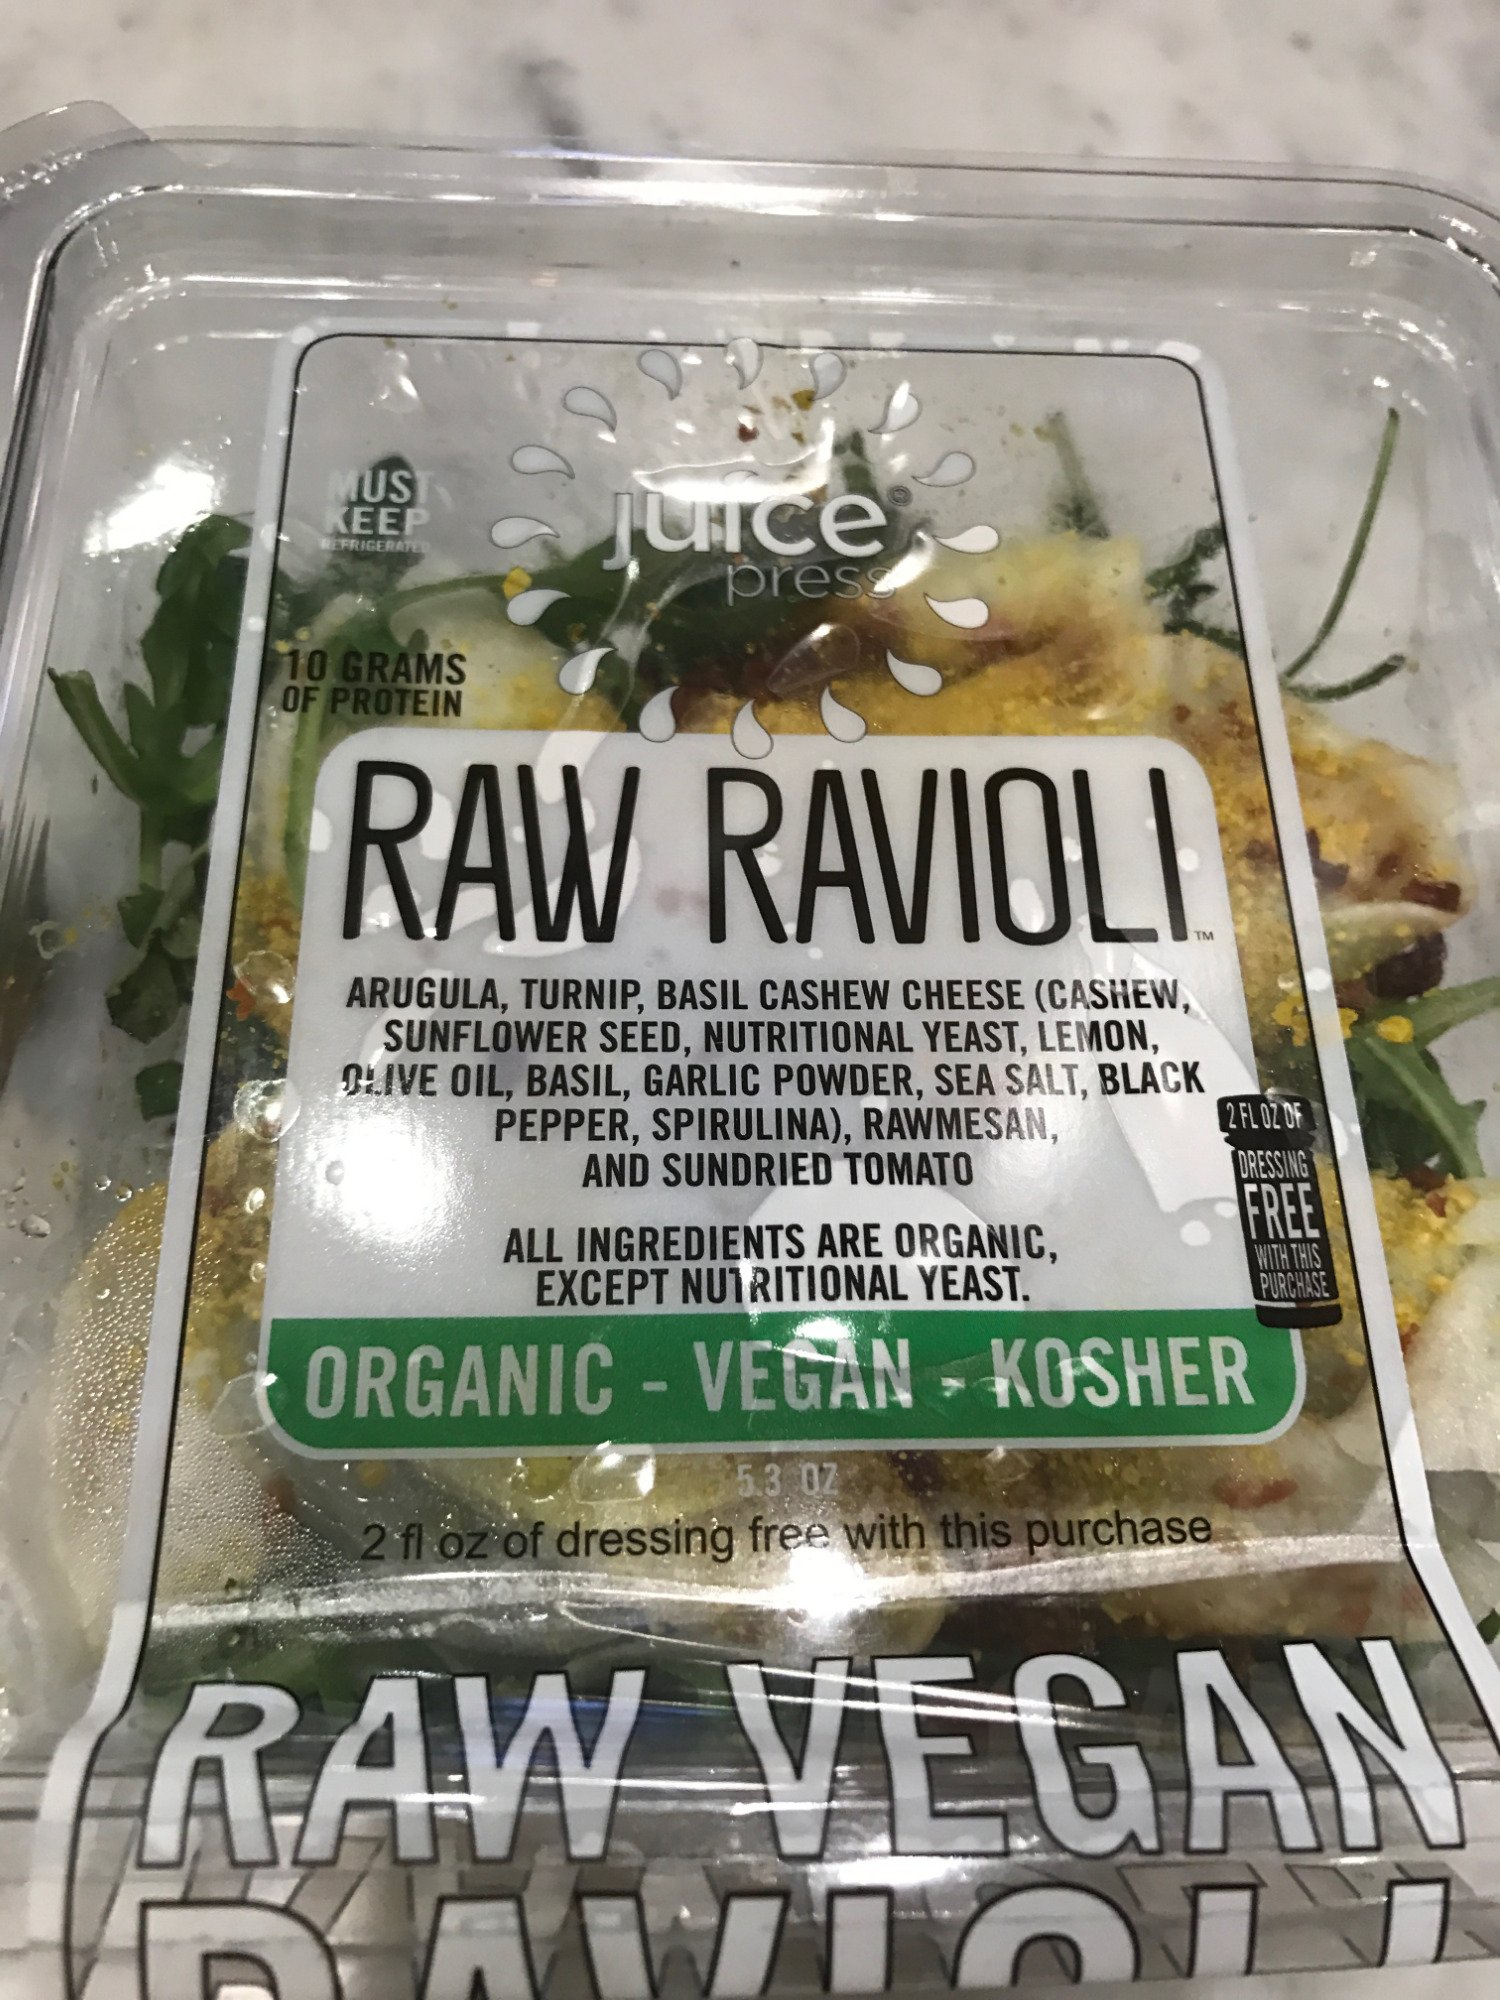 MUST
KEEP
REFRIGERATED
juice®
press
10 GRAMS
OF PROTEIN
RAW RAVIOLI™
ARUGULA, TURNIP, BASIL CASHEW CHEESE (CASHEW,
SUNFLOWER SEED, NUTRITIONAL YEAST, LEMON,
OLIVE OIL, BASIL, GARLIC POWDER, SEA SALT, BLACK
PEPPER, SPIRULINA), RAWMESAN,
AND SUNDRIED TOMATO
2 FL OZ OF
DRESSING
FREE
WITH THIS
PURCHASE
ALL INGREDIENTS ARE ORGANIC,
EXCEPT NUTRITIONAL YEAST.
ORGANIC - VEGAN - KOSHER
5.3 OZ
2 fl oz of dressing free with this purchase
RAW VEGAN
RAVIOLI